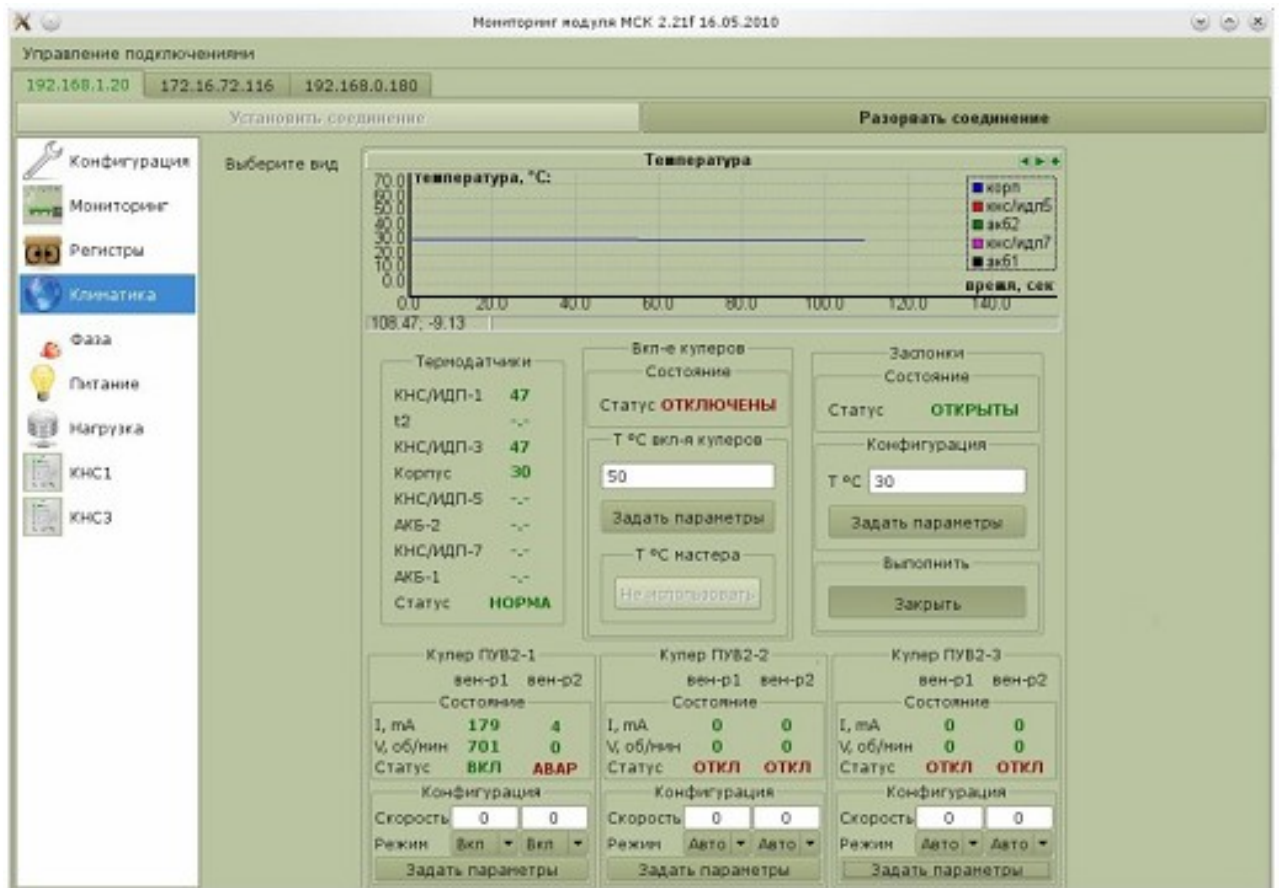 Мониторинг модуля МСК 2.21f 16.05.2010
Управление подключениями
192.168.1.20 172.16.72.116 192.168.0.180
Установить соединение Разорвать соединение
Конфигурация
Мониторинг
Регистры
Климатика
Фаза
Питание
Нагрузка
КНС1
КНС3
Выберите вид
Температура
температура, °C:
70.0
60.0
50.0
40.0
30.0
20.0
10.0
0.0
корп
кнс/идп5
акб2
кнс/идп7
акб1
время, сек
0.0 20.0 40.0 60.0 80.0 100.0 120.0 140.0
108.47; -9.13
Термодатчики
КНС/ИДП-1 47
t2 -.-
КНС/ИДП-3 47
Корпус 30
КНС/ИДП-5 -.-
АКБ-2 -.-
КНС/ИДП-7 -.-
АКБ-1 -.-
Статус НОРМА
Вкл-е кулеров
Состояние
Статус ОТКЛЮЧЕНЫ
Т ºC вкл-я кулеров
50
Задать параметры
Т ºC мастера
Не использовать
Заслонки
Состояние
Статус ОТКРЫТЫ
Конфигурация
Т ºC 30
Задать параметры
Выполнить
Закрыть
Кулер ПУВ2-1
вен-р1 вен-р2
Состояние
I, mA 179 4
V, об/мин 701 0
Статус ВКЛ АВАР
Конфигурация
Скорость 0 0
Режим Вкл Вкл
Задать параметры
Кулер ПУВ2-2
вен-р1 вен-р2
Состояние
I, mA 0 0
V, об/мин 0 0
Статус ОТКЛ ОТКЛ
Конфигурация
Скорость 0 0
Режим Авто Авто
Задать параметры
Кулер ПУВ2-3
вен-р1 вен-р2
Состояние
I, mA 0 0
V, об/мин 0 0
Статус ОТКЛ ОТКЛ
Конфигурация
Скорость 0 0
Режим Авто Авто
Задать параметры